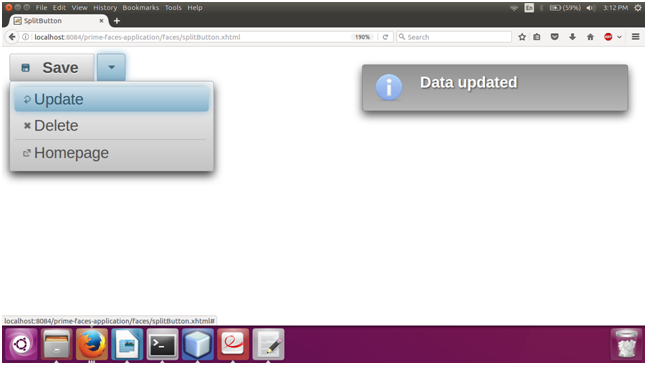 File Edit View History Bookmarks Tools Help
En
(59%)
3:12 PM
SplitButton
localhost:8084/prime-faces-application/faces/splitButton.xhtml
190%
Search
ABP
Save
Update
Delete
Homepage
Data updated
localhost:8084/prime-faces-application/faces/splitButton.xhtml#